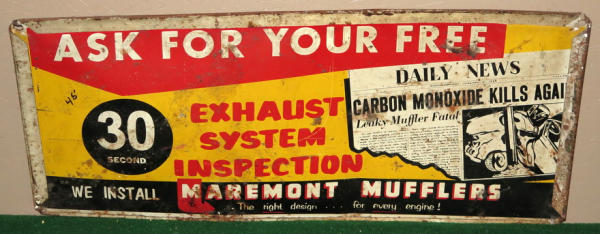 ASK FOR YOUR FREE
45
30
SECOND
EXHAUST
SYSTEM
INSPECTION
DAILY NEWS
CARBON MONOXIDE KILLS AGAI
Leaky Muffler Fatal
WE INSTALL MAREMONT MUFFLERS
The right design . . . for every engine!